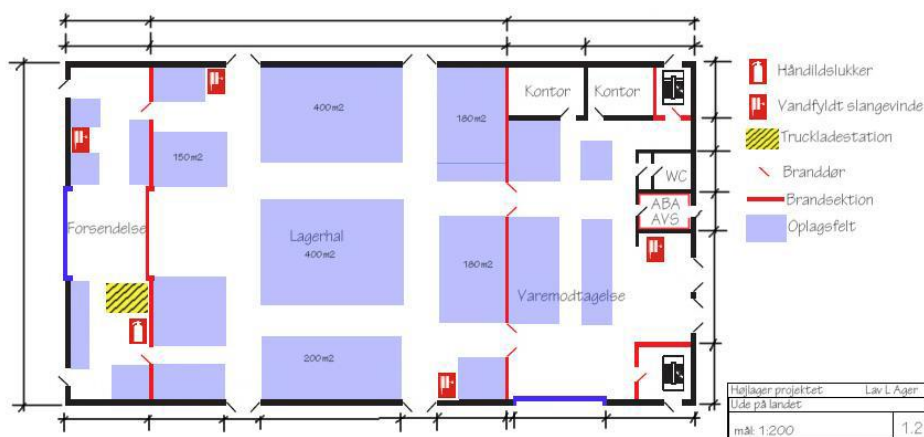 Kontor
Kontor
400m2
180m2
150m2
WC
ABA
AVS
Forsendelse
Lagerhal
400m2
180m2
Varemodtagelse
200m2
Håndildslukker
Vandfyldt slangevinde
Truckladestation
Branddør
Brandsektion
Oplagsfelt
Højlager projektet Lav L Ager
Ude på landet
mål: 1:200 1.2